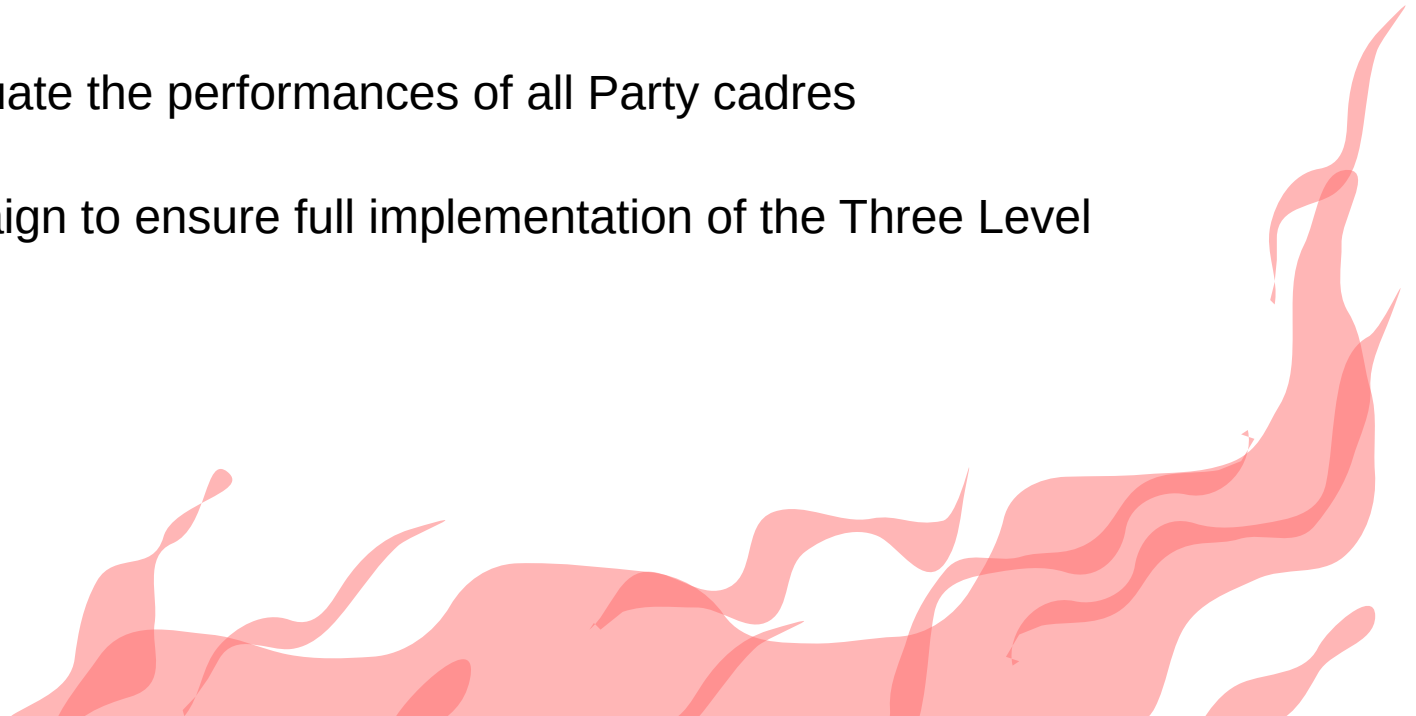 uate the performances of all Party cadres
aign to ensure full implementation of the Three Level